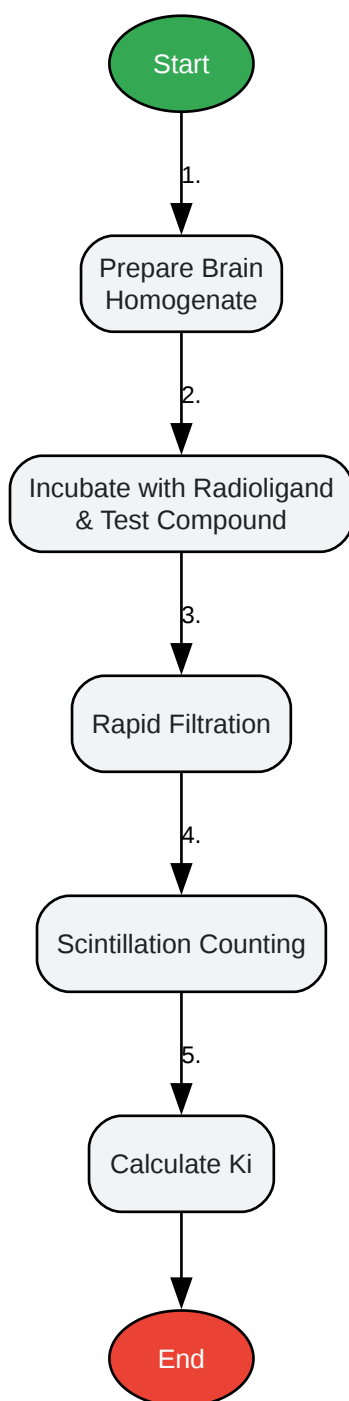 Start
1.
Prepare Brain
Homogenate
2.
Incubate with Radioligand
& Test Compound
3.
Rapid Filtration
4.
Scintillation Counting
5.
Calculate Ki
End